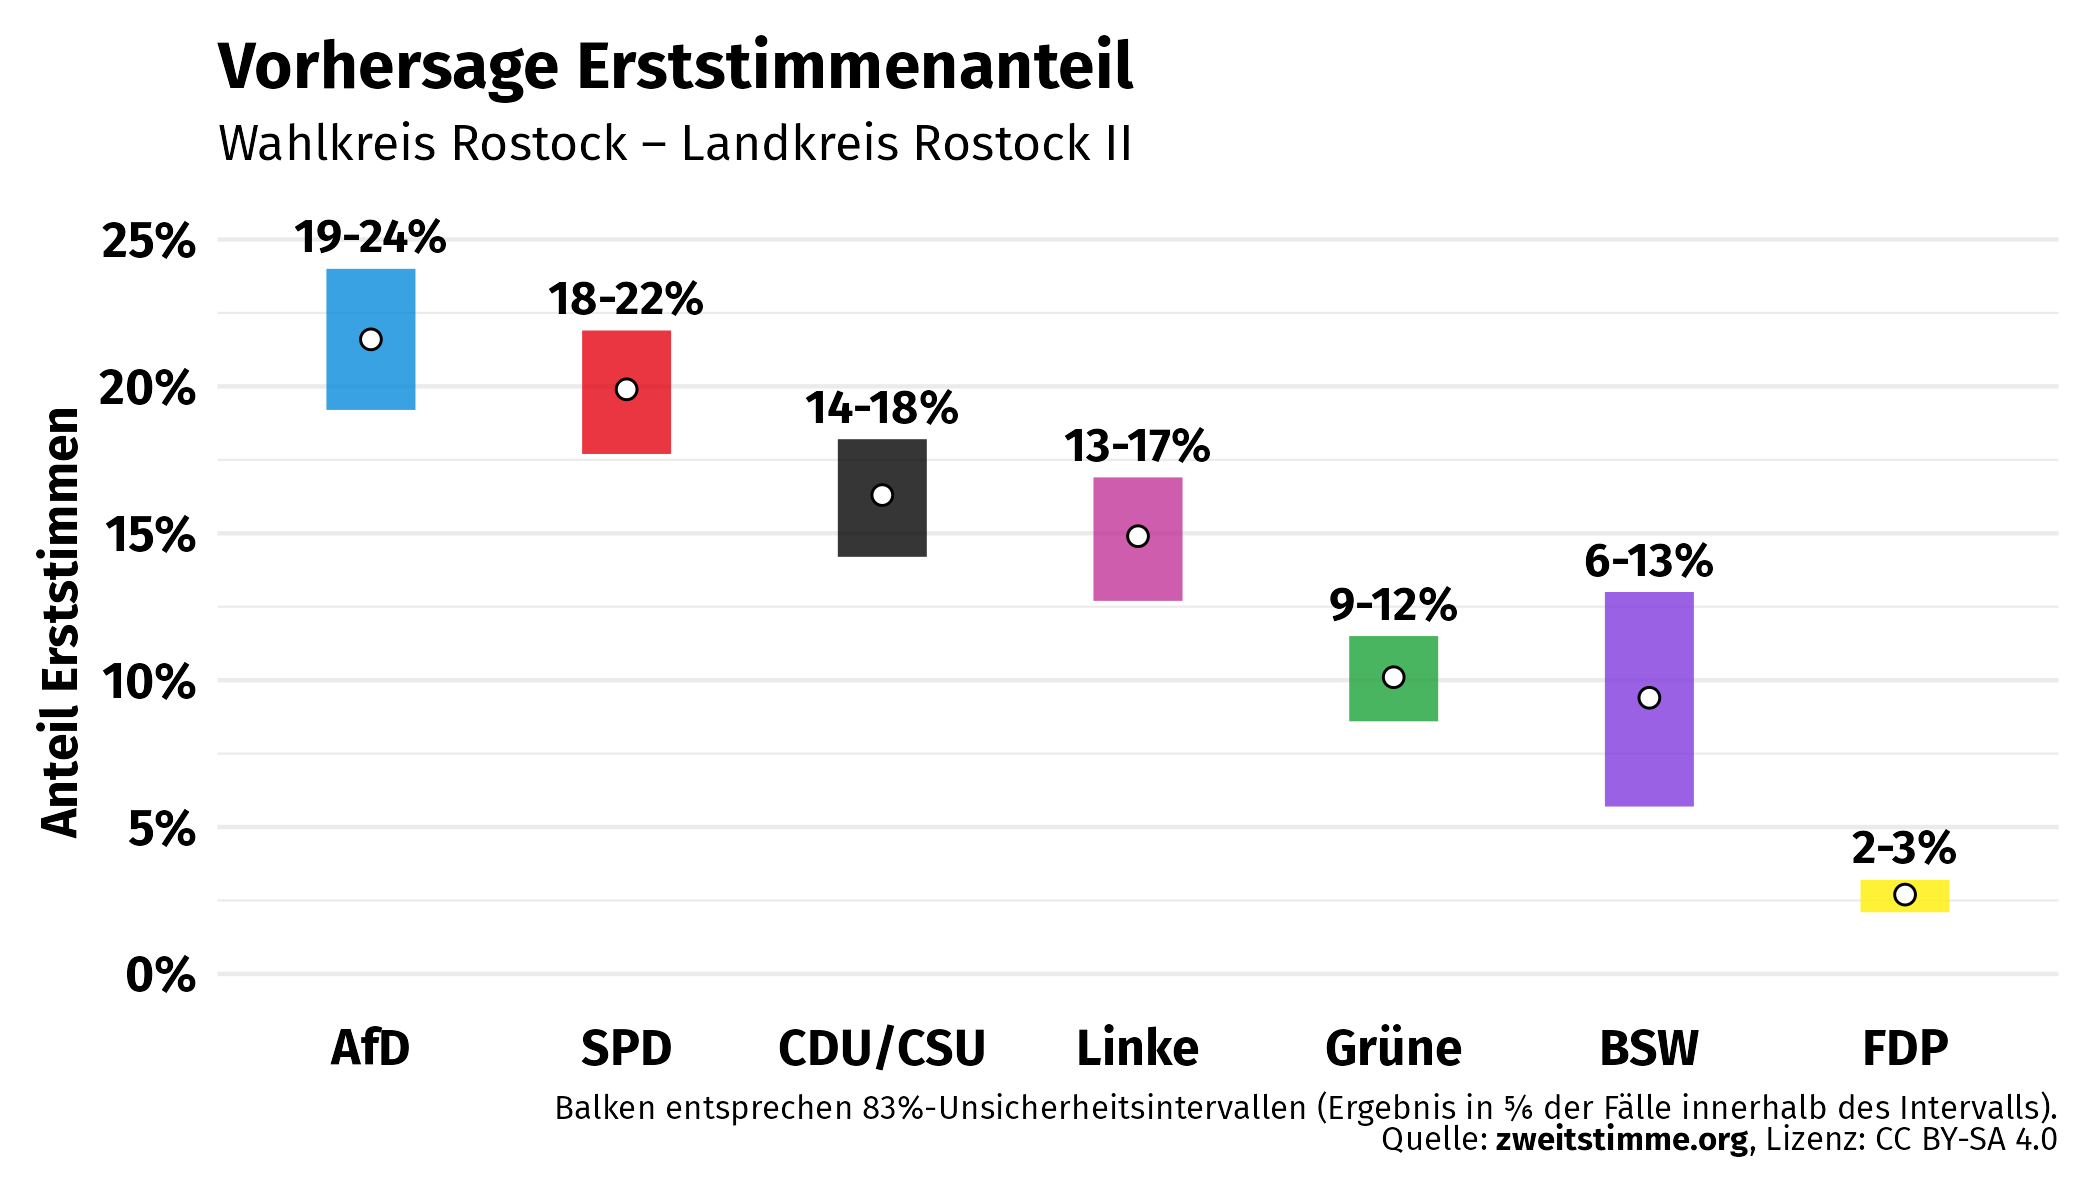 Vorhersage Erststimmenanteil
Wahlkreis Rostock – Landkreis Rostock II
Anteil Erststimmen
25%
20%
15%
10%
5%
0%
19-24%
18-22%
14-18%
13-17%
9-12%
6-13%
2-3%
AfD
SPD
CDU/CSU
Linke
Grüne
BSW
FDP
Balken entsprechen 83%-Unsicherheitsintervallen (Ergebnis in ⅚ der Fälle innerhalb des Intervalls).
Quelle: zweitstimme.org, Lizenz: CC BY-SA 4.0